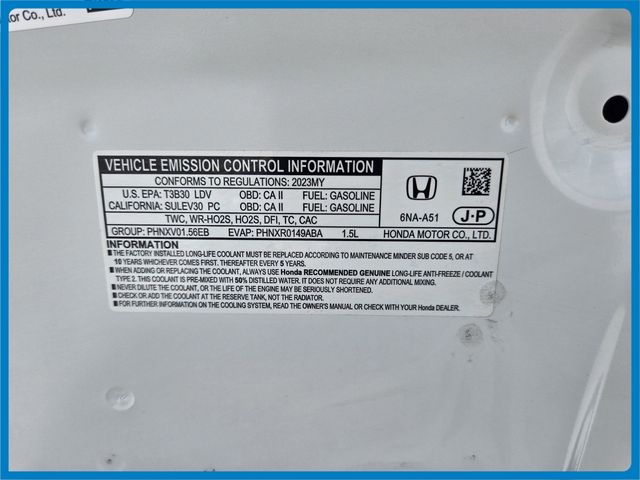 otor Co., Ltd.
VEHICLE EMISSION CONTROL INFORMATION
CONFORMS TO REGULATIONS: 2023MY
U.S. EPA: T3B30 LDV OBD: CA II FUEL: GASOLINE
CALIFORNIA: SULEV30 PC OBD: CA II FUEL: GASOLINE
TWC, WR-HO2S, HO2S, DFI, TC, CAC
6NA-A51 J-P
GROUP: PHNXV01.56EB EVAP: PHNXR0149ABA 1.5L HONDA MOTOR CO., LTD.
INFORMATION
■ THE FACTORY INSTALLED LONG-LIFE COOLANT MUST BE REPLACED ACCORDING TO MAINTENANCE MINDER SUB CODE 5, OR AT
10 YEARS WHICHEVER COMES FIRST. THEREAFTER EVERY 5 YEARS.
■ WHEN ADDING OR REPLACING THE COOLANT, ALWAYS USE Honda RECOMMENDED GENUINE LONG-LIFE ANTI-FREEZE / COOLANT
TYPE 2. THIS COOLANT IS PRE-MIXED WITH 50% DISTILLED WATER. IT DOES NOT REQUIRE ANY ADDITIONAL MIXING.
■ NEVER DILUTE THE COOLANT, OR THE LIFE OF THE ENGINE MAY BE SERIOUSLY REDUCED.
■ CHECK OR ADD THE COOLANT AT THE RESERVE TANK, NOT THE RADIATOR.
■ FOR FURTHER INFORMATION ON THE COOLING SYSTEM, READ THE OWNER'S MANUAL OR CHECK WITH YOUR Honda DEALER.